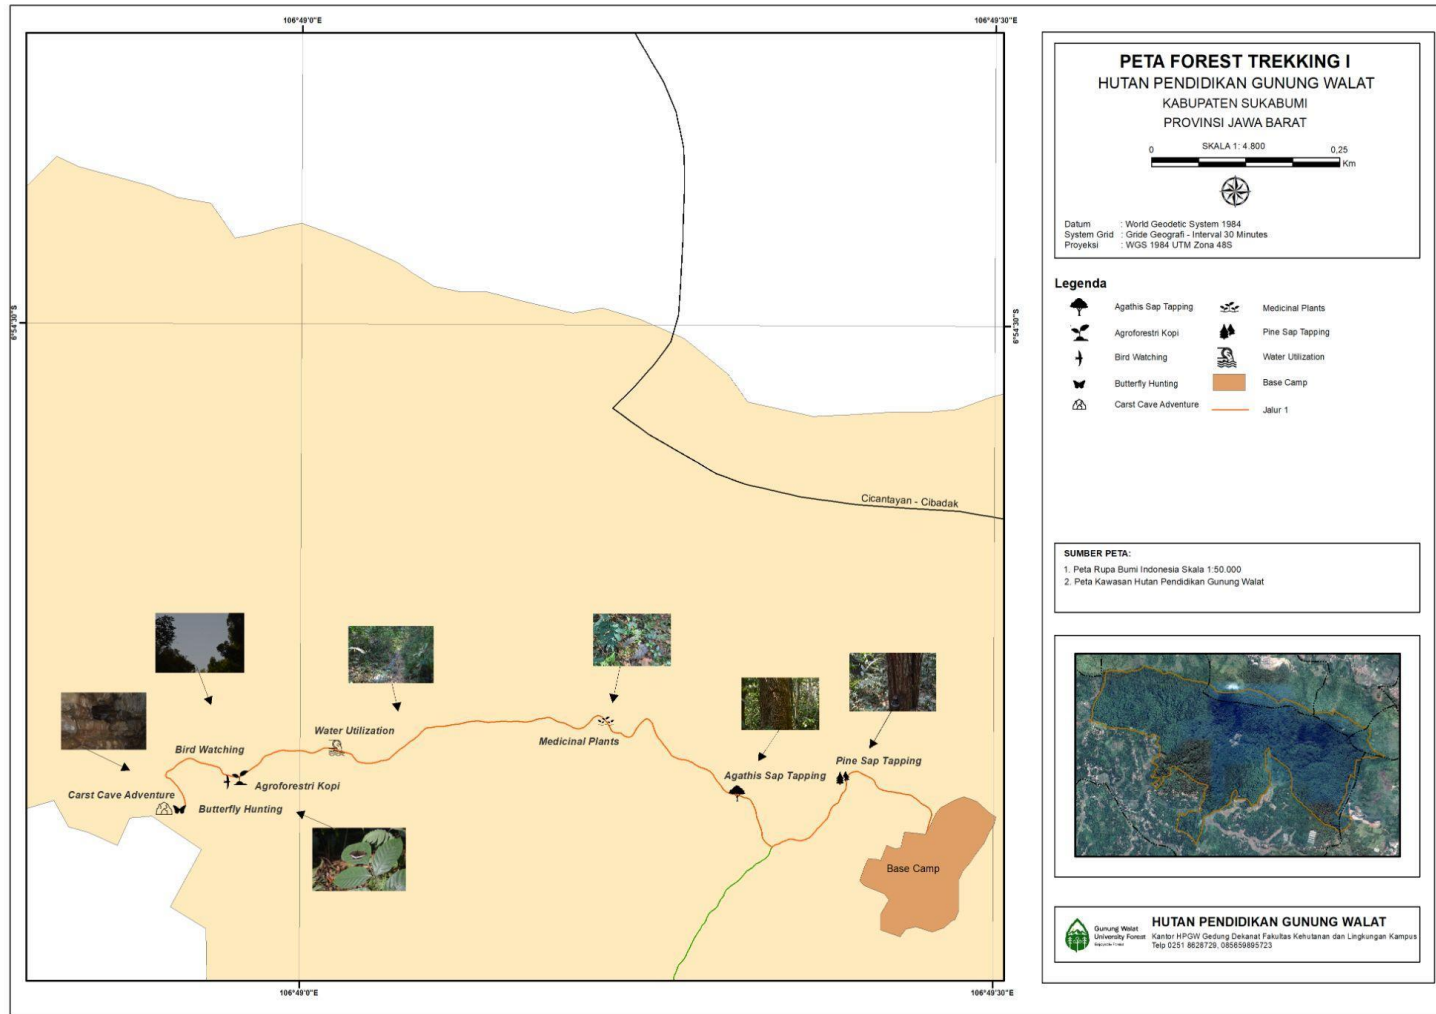 106°49'0"E
106°49'30"E
6°54'30"S
6°54'30"S
Cicantayan - Cibadak
Water Utilization
Bird Watching
Medicinal Plants
Pine Sap Tapping
Agathis Sap Tapping
Agroforestri Kopi
Carst Cave Adventure
Butterfly Hunting
Base Camp
106°49'0"E
106°49'30"E
PETA FOREST TREKKING I
HUTAN PENDIDIKAN GUNUNG WALAT
KABUPATEN SUKABUMI
PROVINSI JAWA BARAT
SKALA 1: 4.800
0 0,25
Km
Datum : World Geodetic System 1984
System Grid : Gride Geografi - Interval 30 Minutes
Proyeksi : WGS 1984 UTM Zona 48S
Legenda
Agathis Sap Tapping
Agroforestri Kopi
Bird Watching
Butterfly Hunting
Carst Cave Adventure
Medicinal Plants
Pine Sap Tapping
Water Utilization
Base Camp
Jalur 1
SUMBER PETA:
1. Peta Rupa Bumi Indonesia Skala 1:50.000
2. Peta Kawasan Hutan Pendidikan Gunung Walat
Gunung Walat
University Forest
HUTAN PENDIDIKAN GUNUNG WALAT
Kantor HPGW Gedung Dekanat Fakultas Kehutanan dan Lingkungan Kampus
Telp 0251 8628729, 085659895723